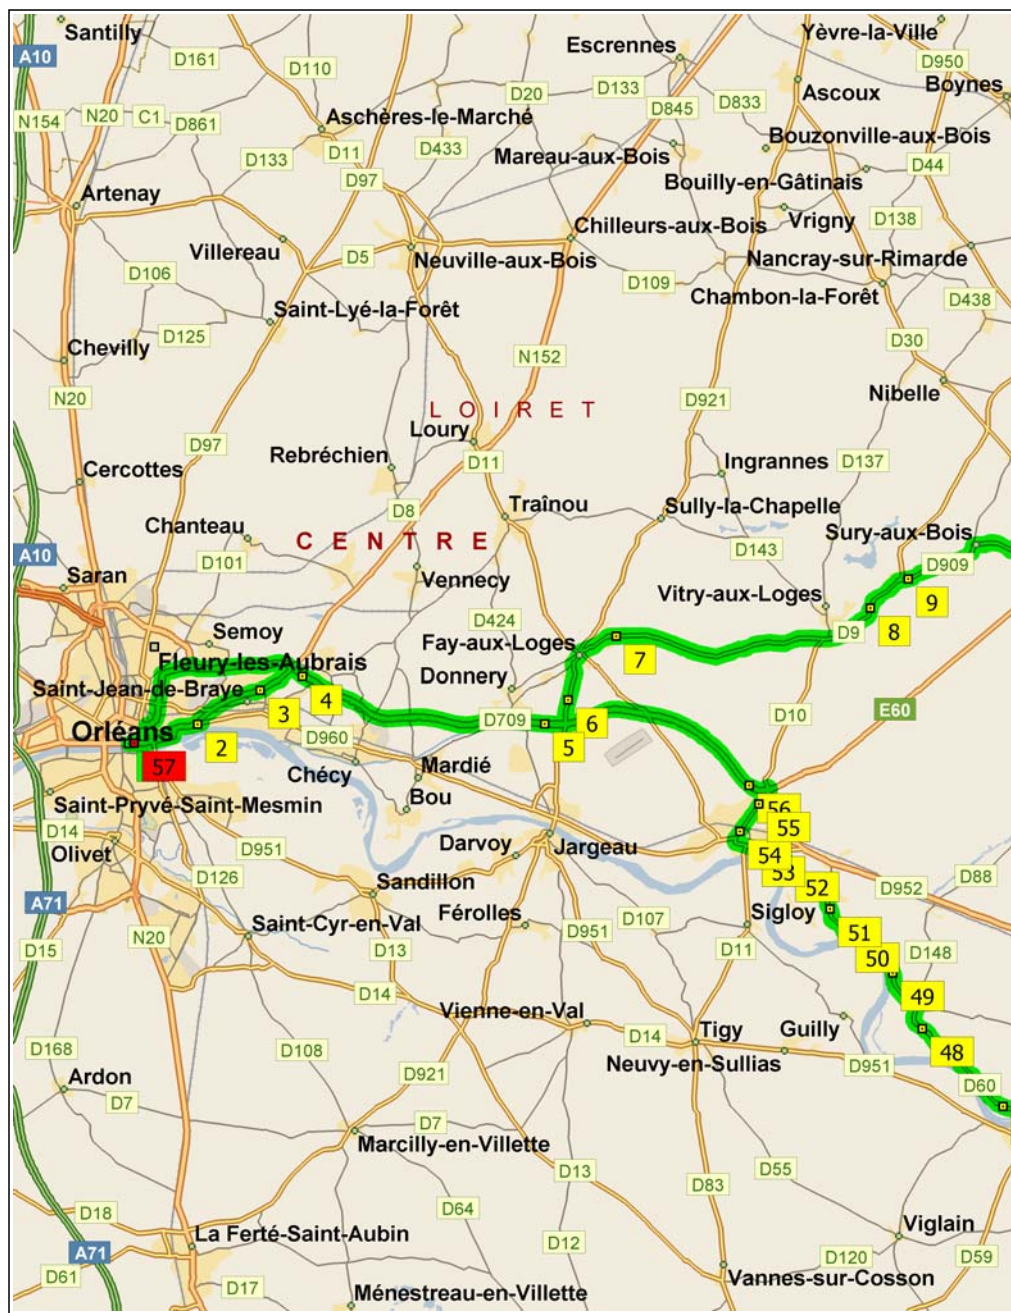 Santilly
Yèvre-la-Ville
Escrennes
A10
D161
D110
D133
D950
Boynes
D20
D845
D833
Ascoux
N154
N20
C1
D861
Aschères-le-Marché
Bouzonville-aux-Bois
D133
D11
D433
Mareau-aux-Bois
D44
D97
Bouilly-en-Gâtinais
Artenay
Vrigny
D138
Chilleurs-aux-Bois
Villereau
D5
Neuville-aux-Bois
Nancray-sur-Rimarde
D106
D109
Chambon-la-Forêt
Saint-Lyé-la-Forêt
D438
D125
D30
Chevilly
N152
N20
Nibelle
LOIRET
D921
Loury
D97
Rebréchien
Cercottes
D11
Ingrannes
D137
Traînou
D8
Sully-la-Chapelle
Chanteau
CENTRE
Sury-aux-Bois
A10
D143
D101
D909
Saran
Vennecy
Vitry-aux-Loges
9
D424
8
Semoy
Fay-aux-Loges
D9
7
Fleury-les-Aubrais
Donnery
Saint-Jean-de-Braye
4
3
E60
D10
D709
6
Orléans
2
D960
5
57
Chécy
Mardié
Saint-Pryvé-Saint-Mesmin
Bou
56
55
D14
Olivet
D951
Darvoy
Jargeau
54
53
D126
Sandillon
52
D952
D88
A71
Saint-Cyr-en-Val
Férolles
D107
Sigloy
N20
D951
51
D15
D13
D11
50
D148
D14
49
Vienne-en-Val
D14
Tigy
Guilly
D168
D108
Neuvy-en-Sullias
48
D951
Ardon
D921
D60
D7
D7
Marcilly-en-Villette
D13
D55
D83
D18
D64
La Ferté-Saint-Aubin
Viglain
A71
D12
D120
D59
D61
D17
Ménestreau-en-Villette
Vannes-sur-Cosson